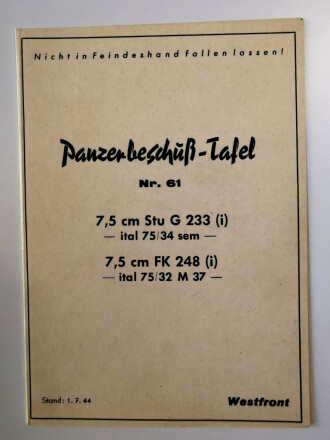 Nicht in Feindeshand fallen lassen!
Panzerbeschuß-Tafel
Nr. 61
7,5 cm Stu G 233 (i)
— ital 75/34 sem —
7,5 cm FK 248 (i)
— ital 75/32 M 37 —
Stand: 1. 7. 44 Westfront